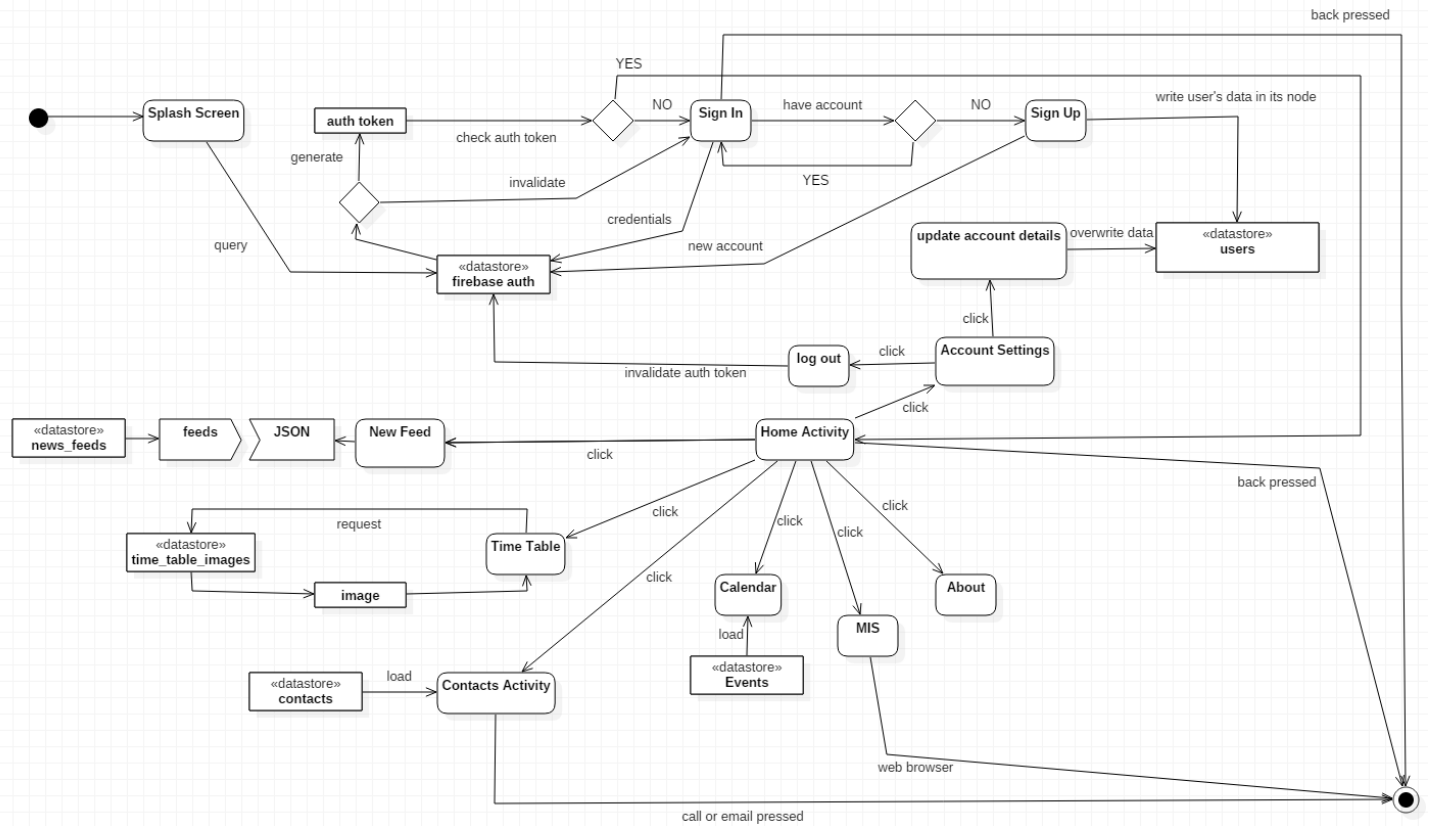 back pressed
YES
write user's data in its node
Splash Screen
auth token
NO
Sign In
have account
NO
Sign Up
check auth token
generate
invalidate
YES
credentials
query
new account
update account details
overwrite data
«datastore»
users
«datastore»
firebase auth
click
log out
click
Account Settings
invalidate auth token
click
«datastore»
news_feeds
feeds
JSON
New Feed
Home Activity
click
back pressed
click
click
click
click
request
«datastore»
time_table_images
Time Table
click
image
Calendar
About
MIS
load
«datastore»
Events
load
«datastore»
contacts
Contacts Activity
web browser
call or email pressed